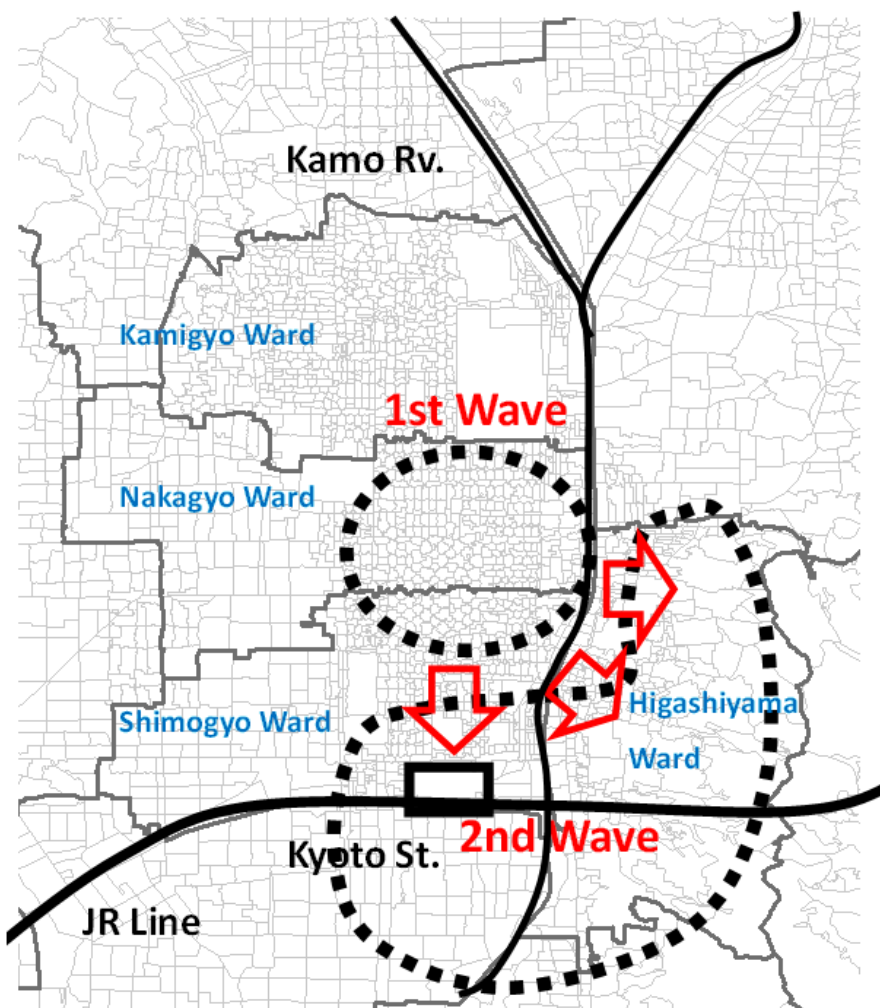 Kamo Rv.
Kamigyo Ward
1st Wave
Nakagyo Ward
Higashiyama
Ward
Shimogyo Ward
2nd Wave
Kyoto St.
JR Line